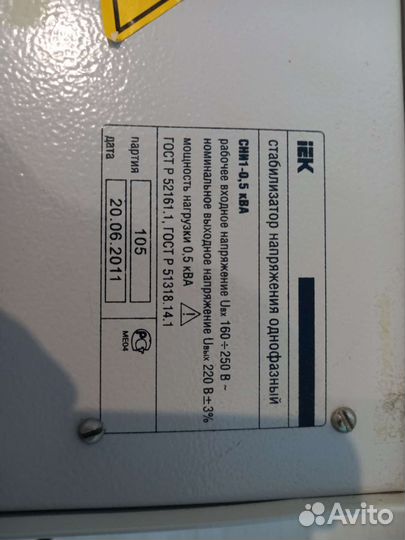 IEK
стабилизатор напряжения однофазный
СНИ1-0,5 кВА
рабочее входное напряжение Uвх 160÷250 В ~
номинальное выходное напряжение Uвых 220 В ± 3%
мощность нагрузки 0,5 кВА
ГОСТ Р 52161.1, ГОСТ Р 51318.14.1
партия 105
дата 20.06.2011
МЕ04
Avito